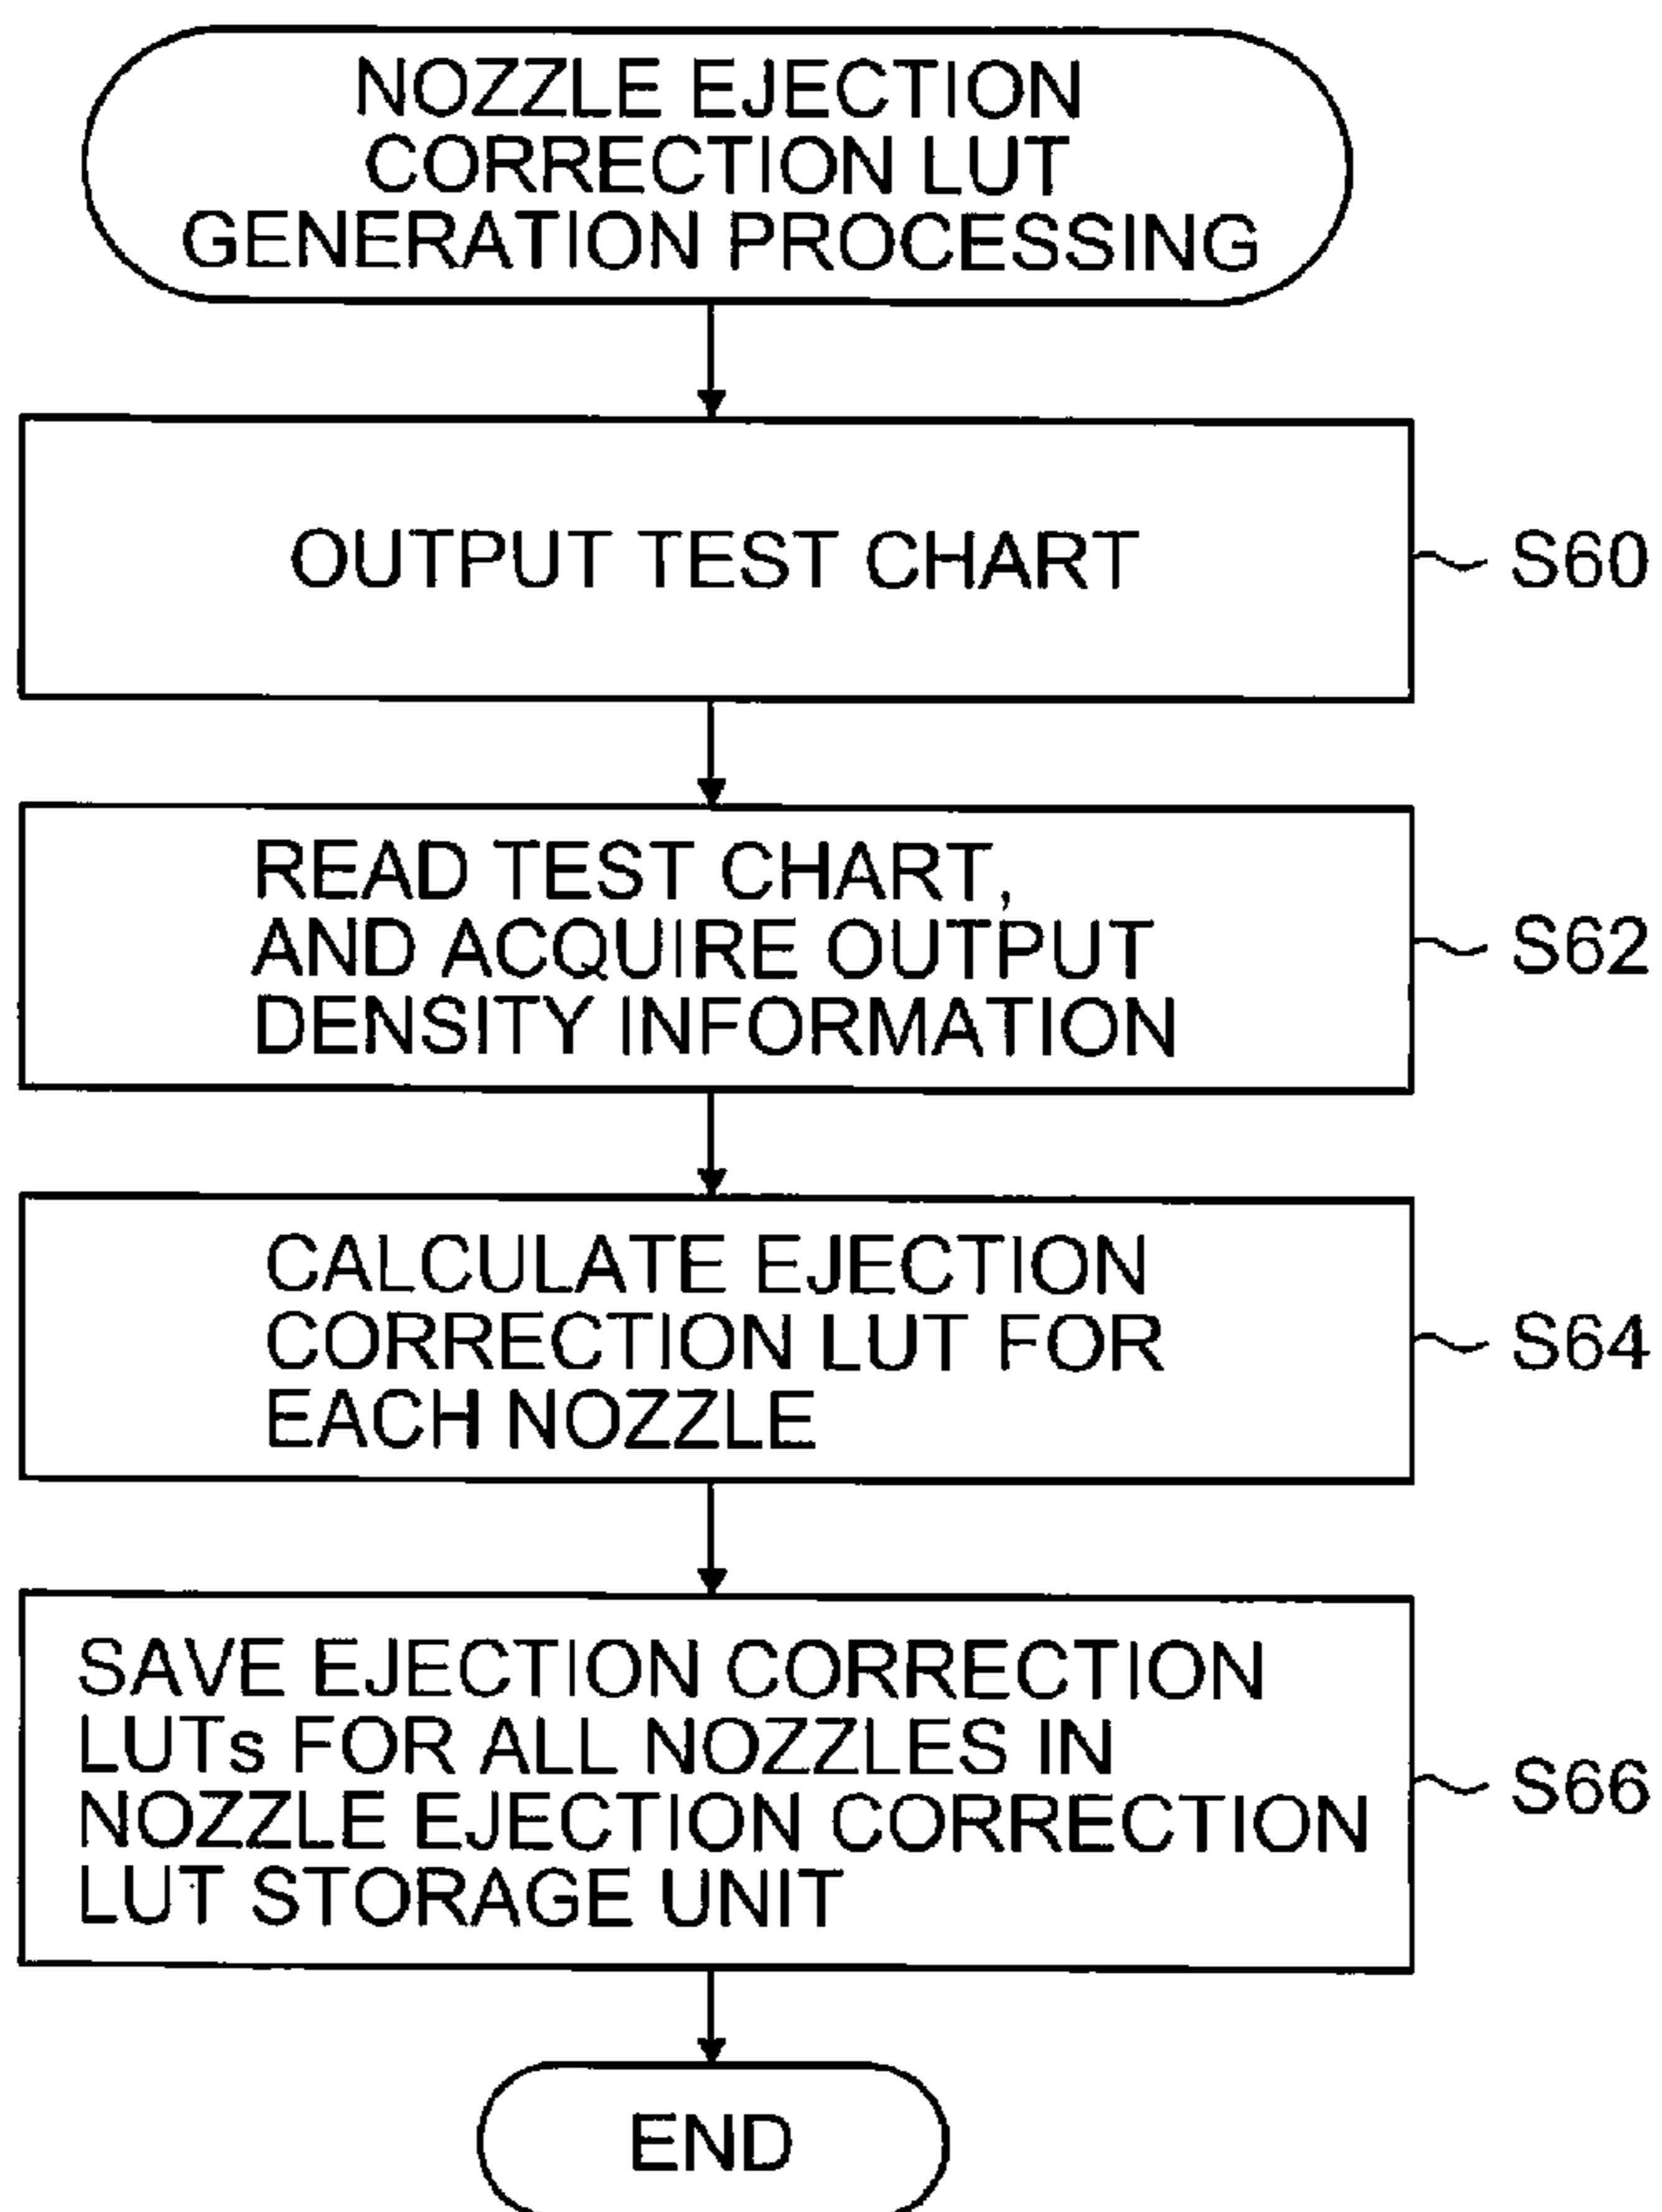 NOZZLE EJECTION
CORRECTION LUT
GENERATION PROCESSING
OUTPUT TEST CHART
S60
READ TEST CHART,
AND ACQUIRE OUTPUT
DENSITY INFORMATION
S62
CALCULATE EJECTION
CORRECTION LUT FOR
EACH NOZZLE
S64
SAVE EJECTION CORRECTION
LUTs FOR ALL NOZZLES IN
NOZZLE EJECTION CORRECTION
LUT STORAGE UNIT
S66
END